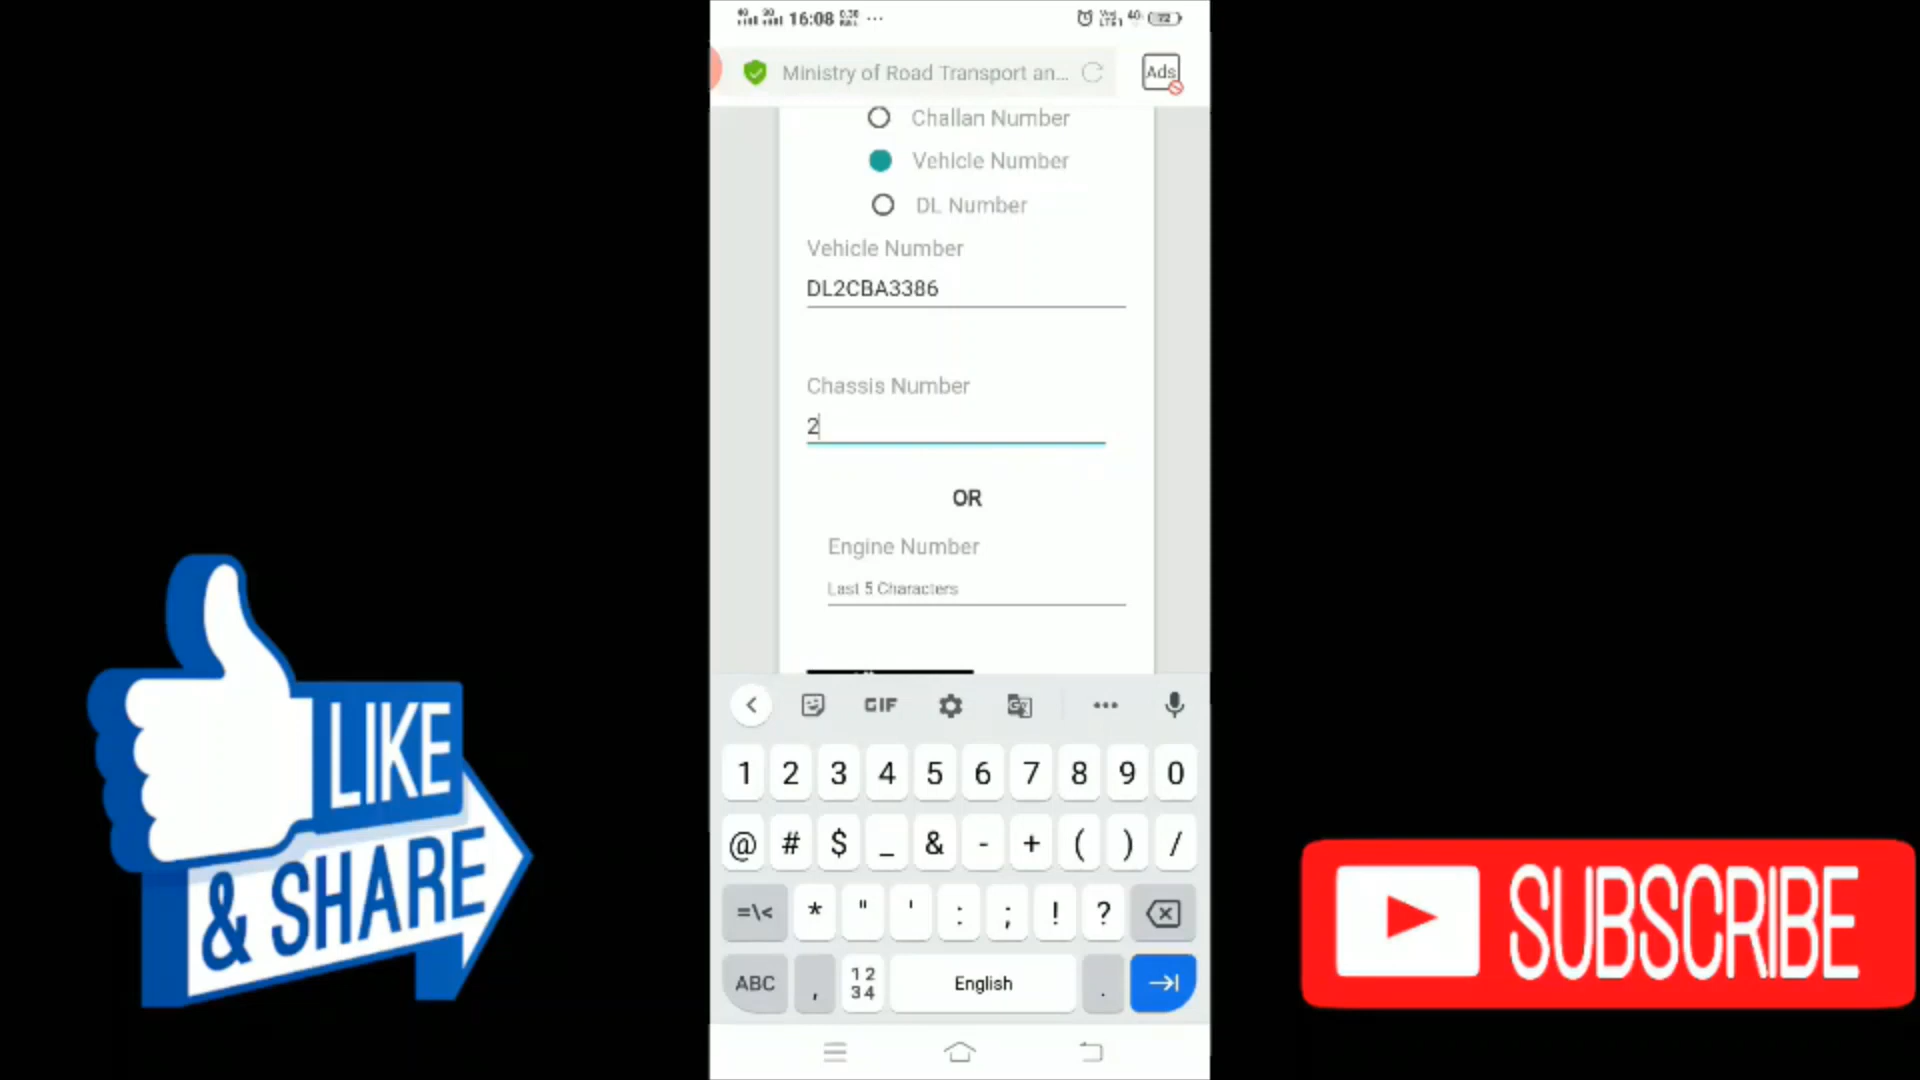 16:08
Ministry of Road Transport an...
Ads
Challan Number
Vehicle Number
DL Number
Vehicle Number
DL2CBA3386
Chassis Number
2
OR
Engine Number
Last 5 Characters
GIF
1 2 3 4 5 6 7 8 9 0
@ # $ _ & - + ( ) /
=\< * " ' : ; ! ?
ABC , 12 34 English .
LIKE
& SHARE
SUBSCRIBE